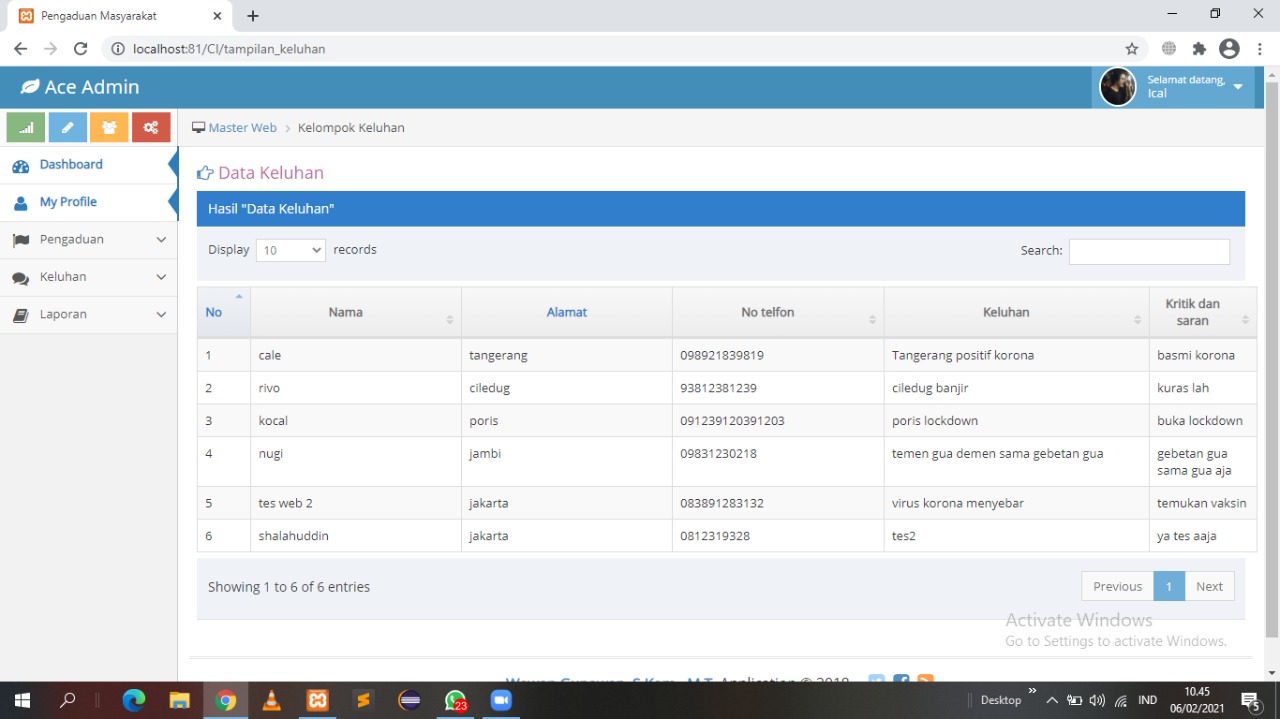 Pengaduan Masyarakat
localhost:81/CI/tampilan_keluhan
Ace Admin
Selamat datang,
Ical
Master Web > Kelompok Keluhan
Dashboard
My Profile
Pengaduan
Keluhan
Laporan
Data Keluhan
Hasil "Data Keluhan"
Display 10 records
Search:
No Nama Alamat No telfon Keluhan Kritik dan saran
1 cale tangerang 098921839819 Tangerang positif korona basmi korona
2 rivo ciledug 93812381239 ciledug banjir kuras lah
3 kocal poris 091239120391203 poris lockdown buka lockdown
4 nugi jambi 09831230218 temen gua demen sama gebetan gua gebetan gua sama gua aja
5 tes web 2 jakarta 083891283132 virus korona menyebar temukan vaksin
6 shalahuddin jakarta 0812319328 tes2 ya tes aaja
Showing 1 to 6 of 6 entries
Previous 1 Next
Activate Windows
Go to Settings to activate Windows.
Application © 2018
23
Desktop
IND
10.45
06/02/2021
5